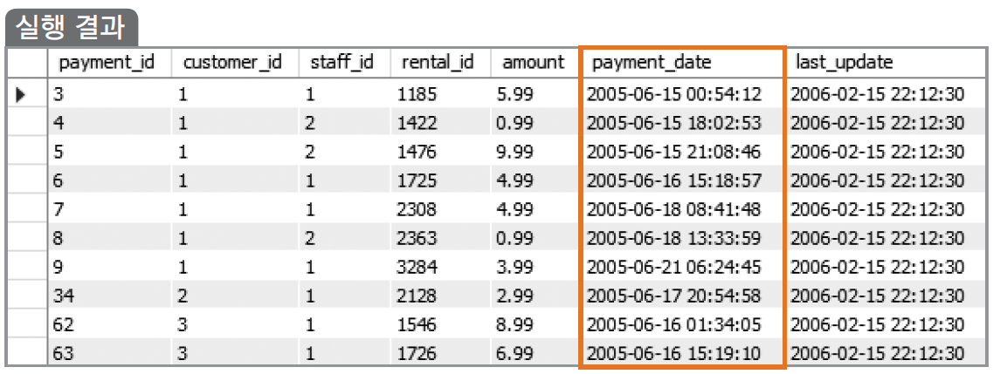 실행 결과
payment_id customer_id staff_id rental_id amount payment_date last_update
3 1 1 1185 5.99 2005-06-15 00:54:12 2006-02-15 22:12:30
4 1 2 1422 0.99 2005-06-15 18:02:53 2006-02-15 22:12:30
5 1 2 1476 9.99 2005-06-15 21:08:46 2006-02-15 22:12:30
6 1 1 1725 4.99 2005-06-16 15:18:57 2006-02-15 22:12:30
7 1 1 2308 4.99 2005-06-18 08:41:48 2006-02-15 22:12:30
8 1 2 2363 0.99 2005-06-18 13:33:59 2006-02-15 22:12:30
9 1 1 3284 3.99 2005-06-21 06:24:45 2006-02-15 22:12:30
34 2 1 2128 2.99 2005-06-17 20:54:58 2006-02-15 22:12:30
62 3 1 1546 8.99 2005-06-16 01:34:05 2006-02-15 22:12:30
63 3 1 1726 6.99 2005-06-16 15:19:10 2006-02-15 22:12:30